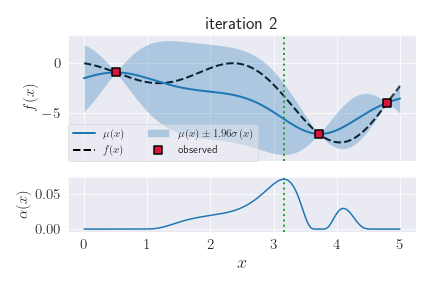 iteration 2
0
−5
f(x)
μ(x)
μ(x) ± 1.96σ(x)
f(x)
observed
0.05
0.00
α(x)
0 1 2 3 4 5
x